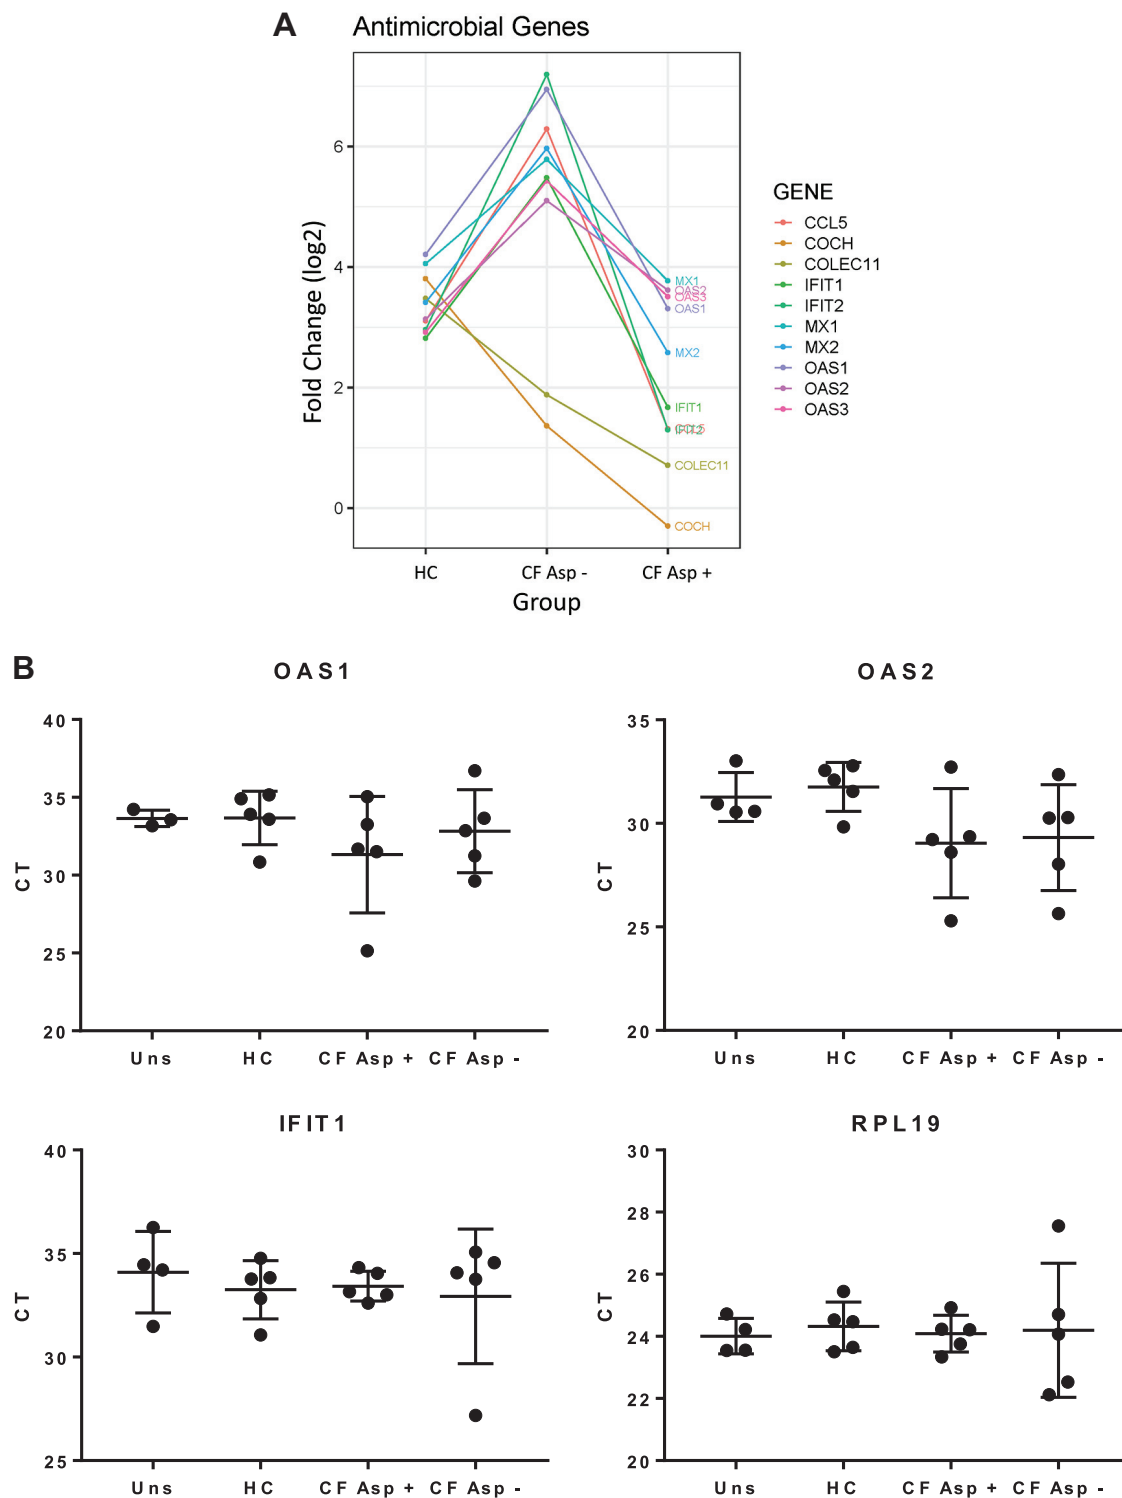 A Antimicrobial Genes
Fold Change (log2)
6
4
2
0
MX1
OAS2
OAS3
OAS1
MX2
IFIT1
CCL5
IFIT2
COLEC11
COCH
HC CF Asp - CF Asp +
Group
GENE
CCL5
COCH
COLEC11
IFIT1
IFIT2
MX1
MX2
OAS1
OAS2
OAS3
B
OAS1
CT
40
35
30
25
20
Uns HC CF Asp + CF Asp -
OAS2
CT
35
30
25
20
Uns HC CF Asp + CF Asp -
IFIT1
CT
40
35
30
25
Uns HC CF Asp + CF Asp -
RPL19
CT
30
28
26
24
22
20
Uns HC CF Asp + CF Asp -